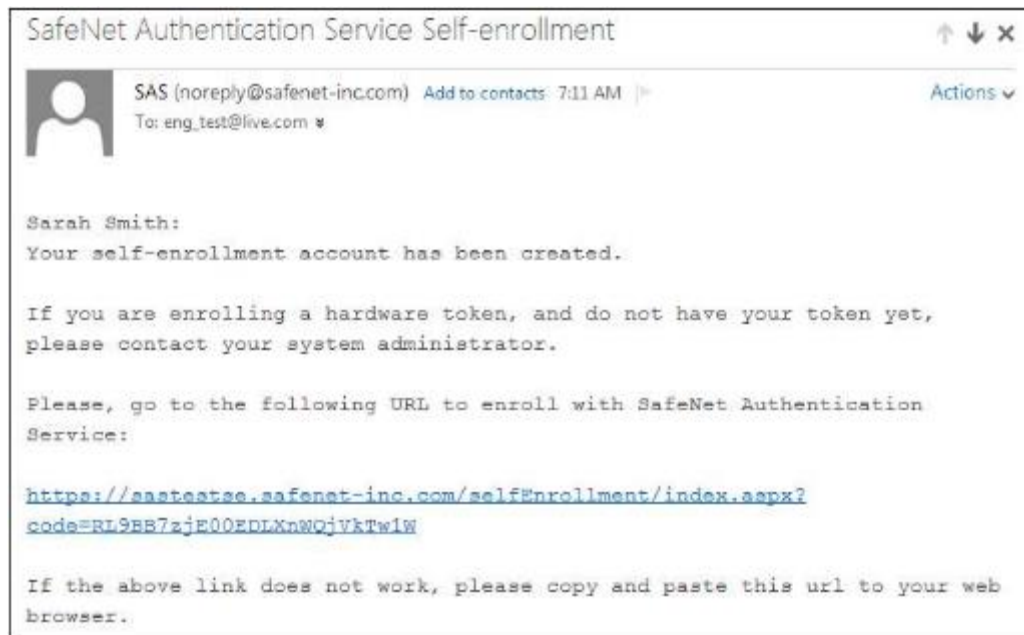 SafeNet Authentication Service Self-enrollment
SAS (noreply@safenet-inc.com) Add to contacts 7:11 AM
Actions
To: eng_test@live.com
Sarah Smith:
Your self-enrollment account has been created.
If you are enrolling a hardware token, and do not have your token yet,
please contact your system administrator.
Please, go to the following URL to enroll with SafeNet Authentication
Service:
https://sastestse.safenet-inc.com/selfEnrollment/index.aspx?
code=RL9BB7zjE00EDLXnWQjVkTw1W
If the above link does not work, please copy and paste this url to your web
browser.